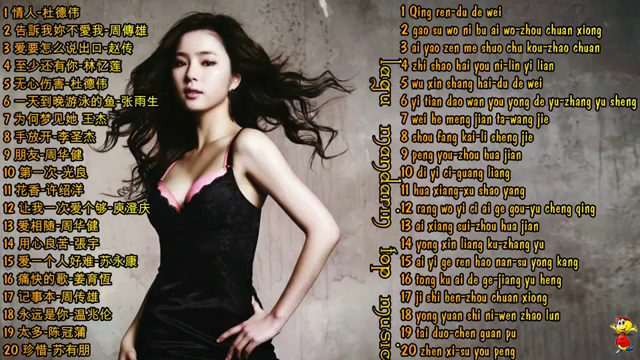 1 情人-杜德伟
2 告訴我妳不愛我-周傳雄
3 爱要怎么说出口-赵传
4 至少还有你-林忆莲
5 无心伤害-杜德伟
6 一天到晚游泳的鱼-张雨生
7 为何梦见她 王杰
8 手放开-李圣杰
9 朋友-周华健
10 第一次-光良
11 花香-许绍洋
12 让我一次爱个够-庾澄庆
13 爱相随-周华健
14 用心良苦-張宇
15 爱一个人好难-苏永康
16 痛快的歌-姜育恆
17 记事本-周传雄
18 永远是你-温兆伦
19 太多-陈冠蒲
20 珍惜-苏有朋
lagu mandarin top music
1 Qing ren-du de wei
2 gao su wo ni bu ai wo-zhou chuan xiong
3 ai yao zen me shuo chu kou-zhao chuan
4 zhi shao hai you ni-lin yi lian
5 wu xin shang hai-du de wei
6 yi tian dao wan you yong de yu-zhang yu sheng
7 wei he meng jian ta-wang jie
8 shou fang kai-li sheng jie
9 peng you-zhou hua jian
10 di yi ci-guang liang
11 hua xiang-xu shao yang
12 rang wo yi ci ai ge gou-yu cheng qing
13 ai xiang sui-zhou hua jian
14 yong xin liang ku-zhang yu
15 ai yi ge ren hao nan-su yong kang
16 tong ku ai de ge-jiang yu heng
17 ji shi ben-zhou chuan xiong
18 yong yuan shi ni-wen zhao lun
19 tai duo-chen guan pu
20 zhen xi-su you peng